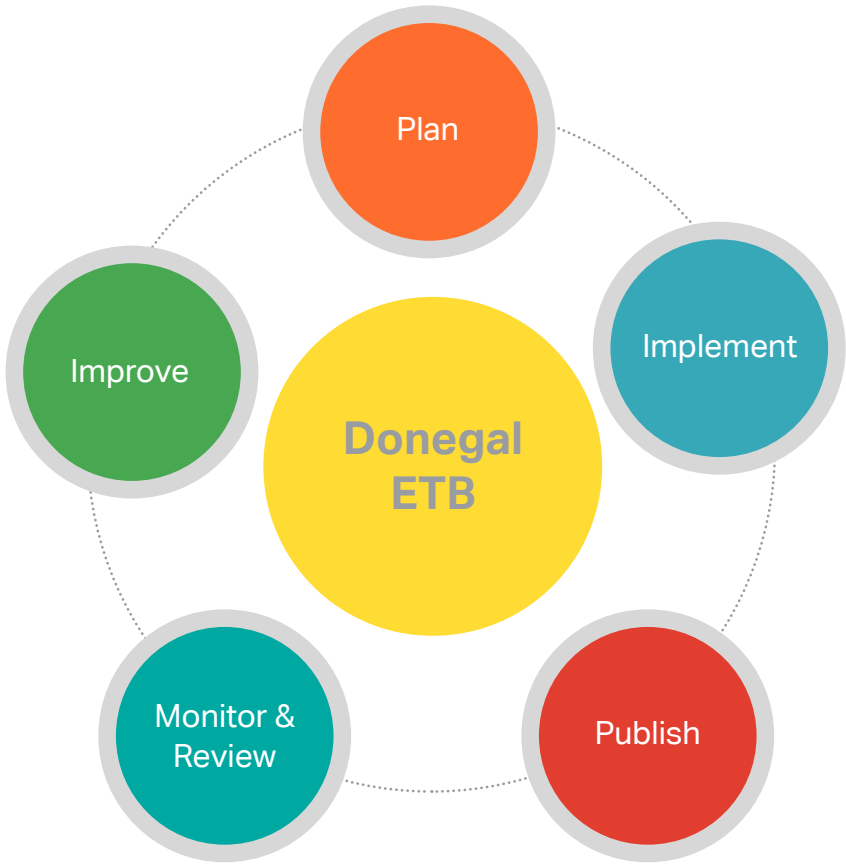 Plan
Implement
Improve
Donegal
ETB
Monitor &
Review
Publish